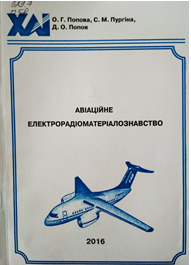 ХАІ
О. Г. Попова, С. М. Пургіна,
Д. О. Попов
АВІАЦІЙНЕ
ЕЛЕКТРОРАДІОМАТЕРІАЛОЗНАВСТВО
2016